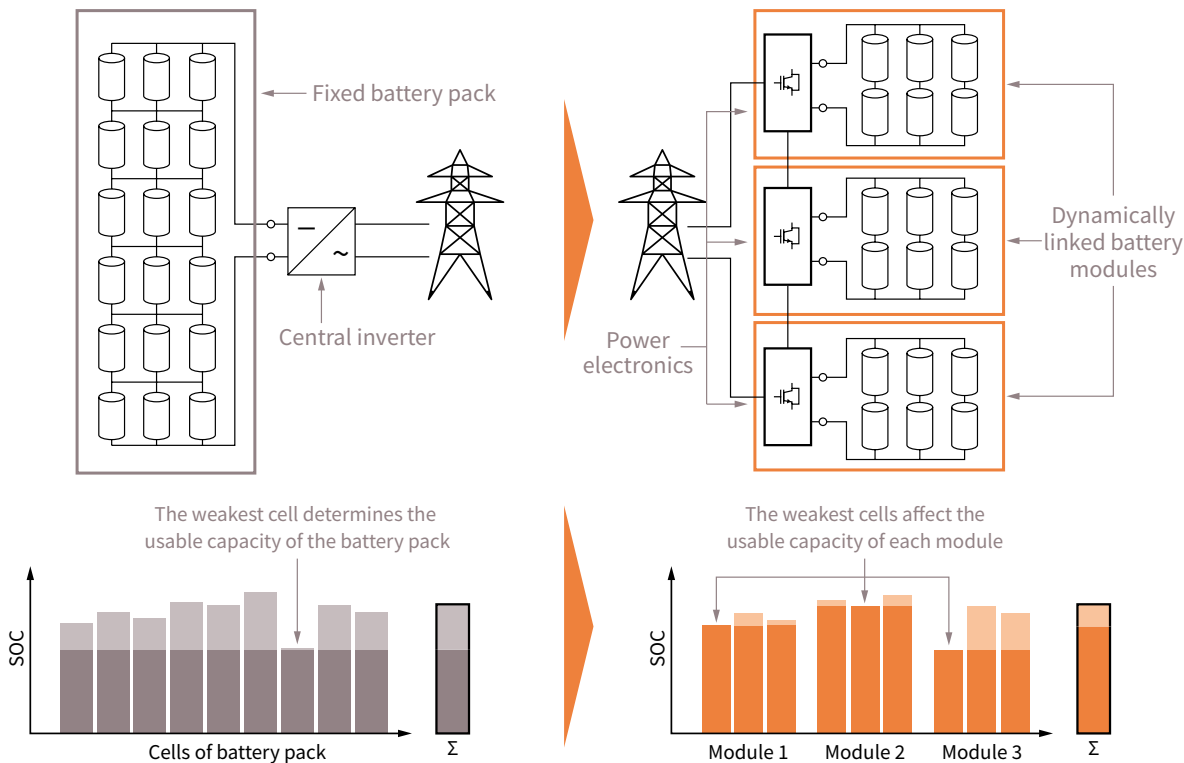 Fixed battery pack
Central inverter
Power
electronics
Dynamically
linked battery
modules
The weakest cell determines the
usable capacity of the battery pack
SOC
Cells of battery pack
Σ
The weakest cells affect the
usable capacity of each module
SOC
Module 1
Module 2
Module 3
Σ